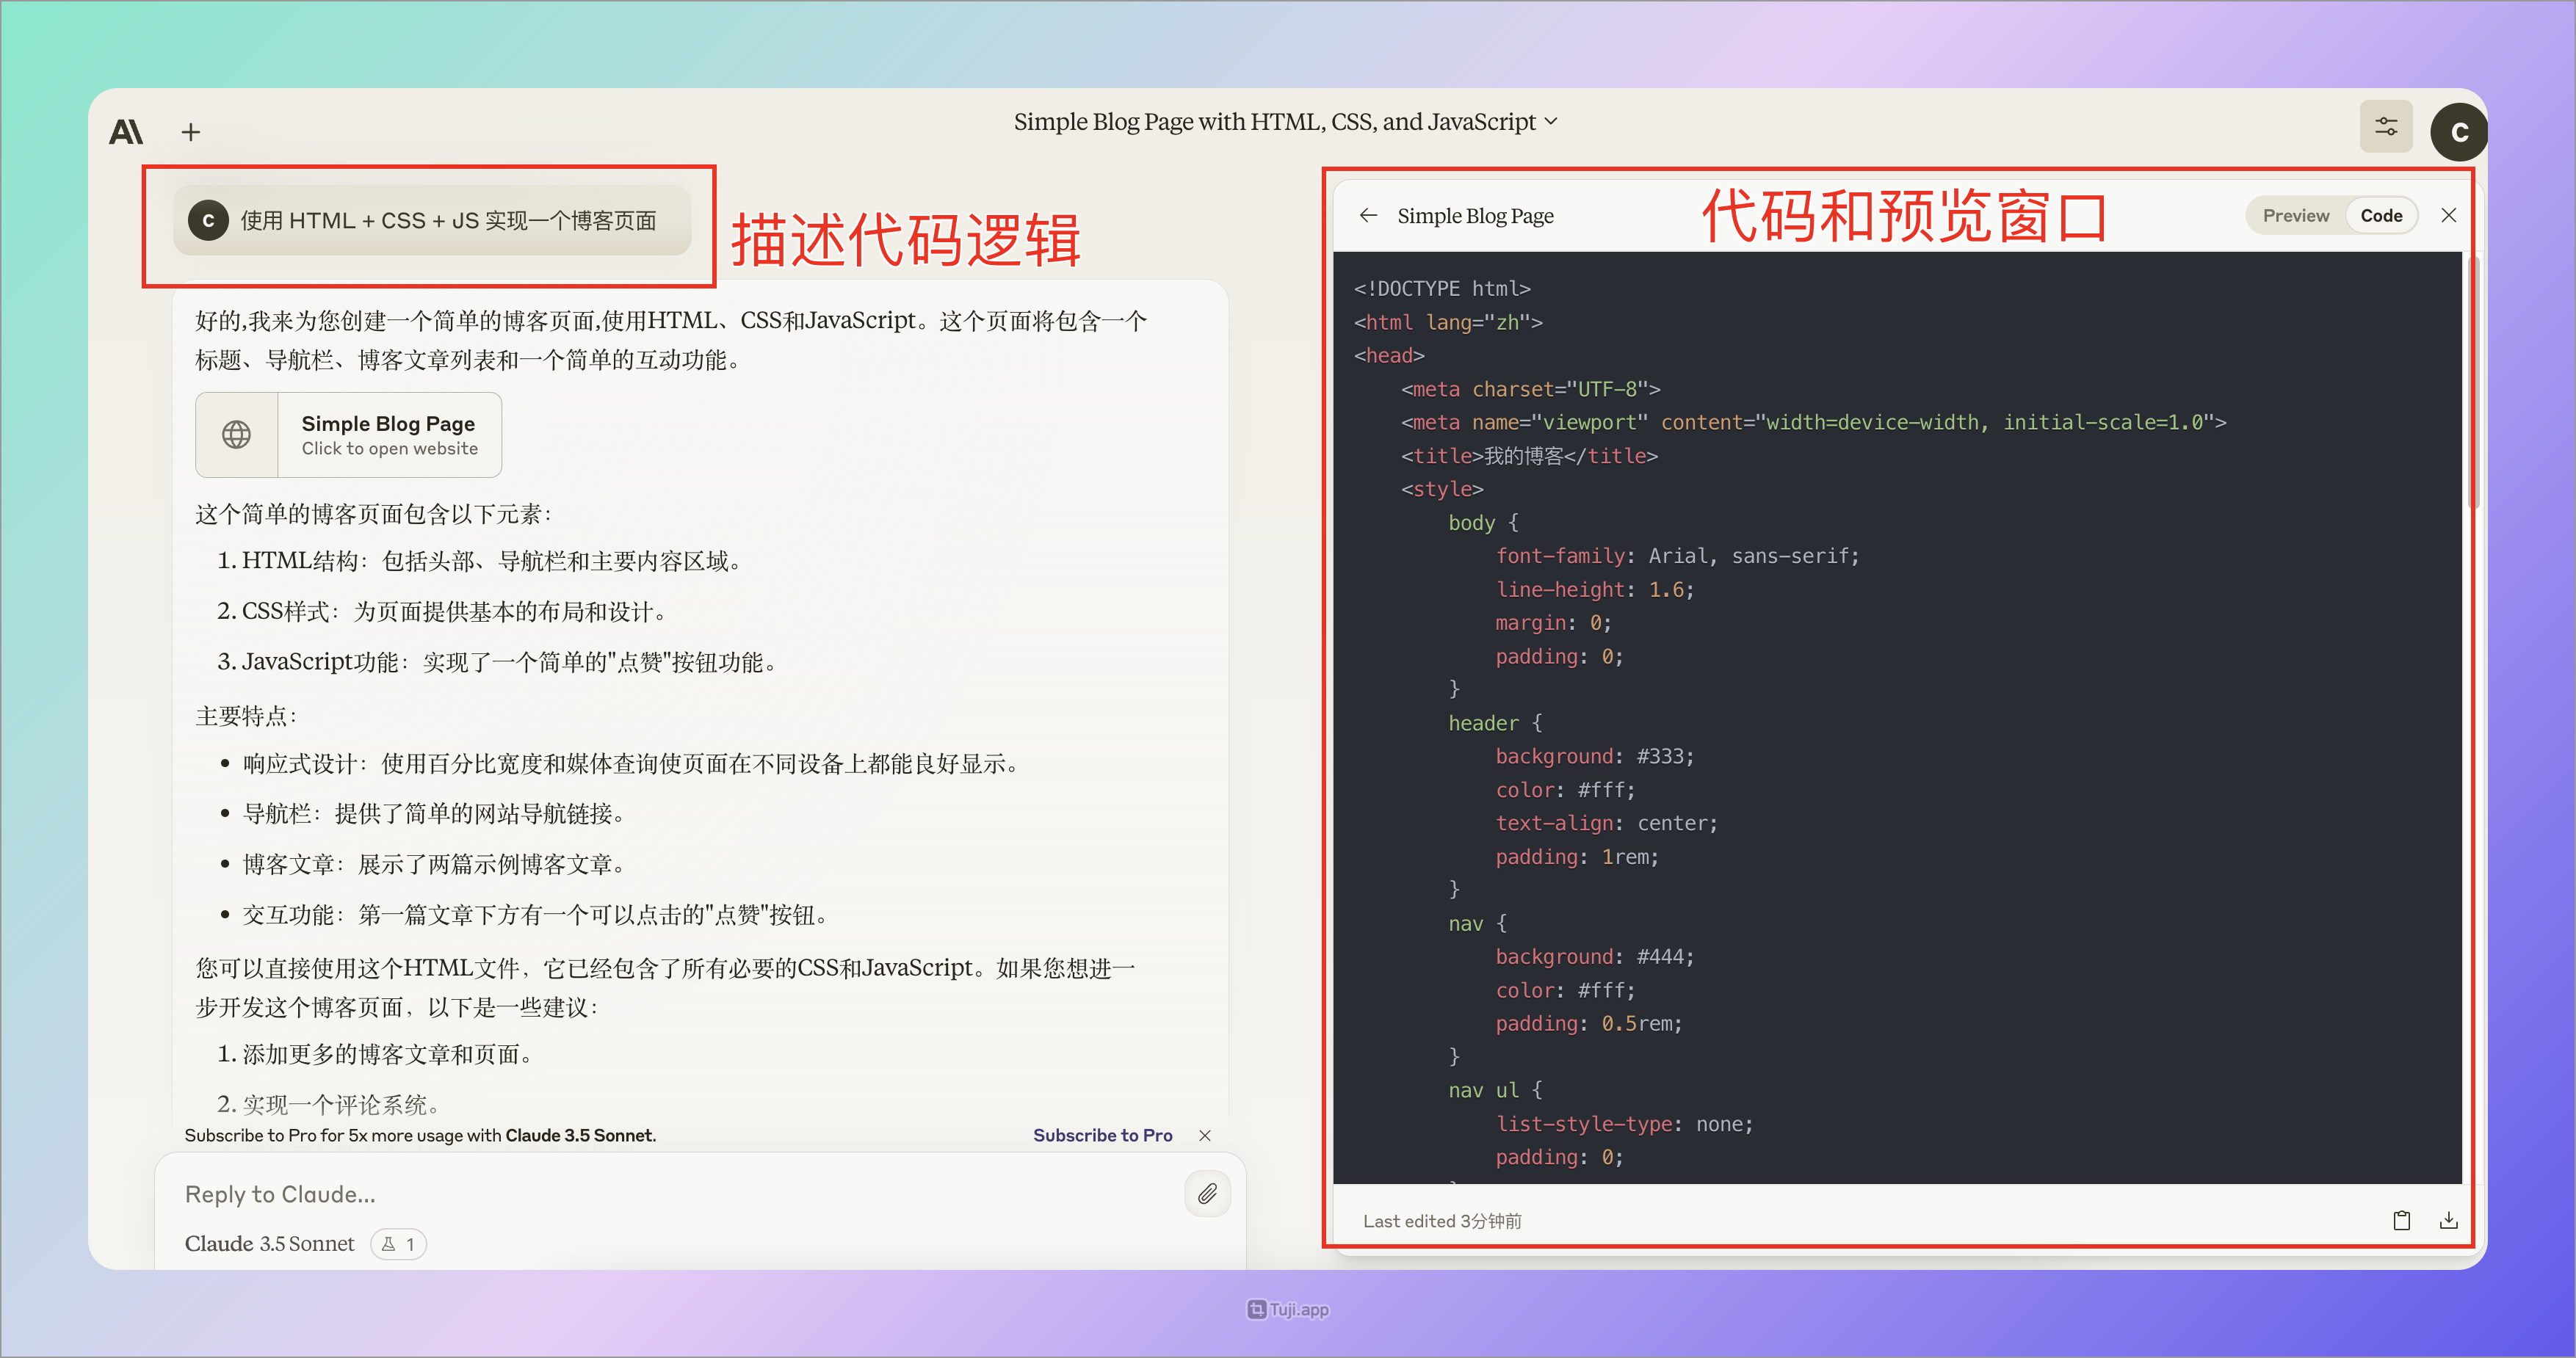 Simple Blog Page with HTML, CSS, and JavaScript
C
C 使用 HTML + CSS + JS 实现一个博客页面
描述代码逻辑
好的,我来为您创建一个简单的博客页面,使用HTML、CSS和JavaScript。这个页面将包含一个
标题、导航栏、博客文章列表和一个简单的互动功能。
Simple Blog Page
Click to open website
这个简单的博客页面包含以下元素：
1. HTML结构：包括头部、导航栏和主要内容区域。
2. CSS样式：为页面提供基本的布局和设计。
3. JavaScript功能：实现了一个简单的"点赞"按钮功能。
主要特点：
• 响应式设计：使用百分比宽度和媒体查询使页面在不同设备上都能良好显示。
• 导航栏：提供了简单的网站导航链接。
• 博客文章：展示了两篇示例博客文章。
• 交互功能：第一篇文章下方有一个可以点击的"点赞"按钮。
您可以直接使用这个HTML文件，它已经包含了所有必要的CSS和JavaScript。如果您想进一
步开发这个博客页面，以下是一些建议：
1. 添加更多的博客文章和页面。
2. 实现一个评论系统。
Subscribe to Pro for 5x more usage with Claude 3.5 Sonnet.
Subscribe to Pro
Reply to Claude...
Claude 3.5 Sonnet
1
Simple Blog Page
代码和预览窗口
Preview
Code
<!DOCTYPE html>
<html lang="zh">
<head>
    <meta charset="UTF-8">
    <meta name="viewport" content="width=device-width, initial-scale=1.0">
    <title>我的博客</title>
    <style>
        body {
            font-family: Arial, sans-serif;
            line-height: 1.6;
            margin: 0;
            padding: 0;
        }
        header {
            background: #333;
            color: #fff;
            text-align: center;
            padding: 1rem;
        }
        nav {
            background: #444;
            color: #fff;
            padding: 0.5rem;
        }
        nav ul {
            list-style-type: none;
            padding: 0;
Last edited 3分钟前
Tuji.app